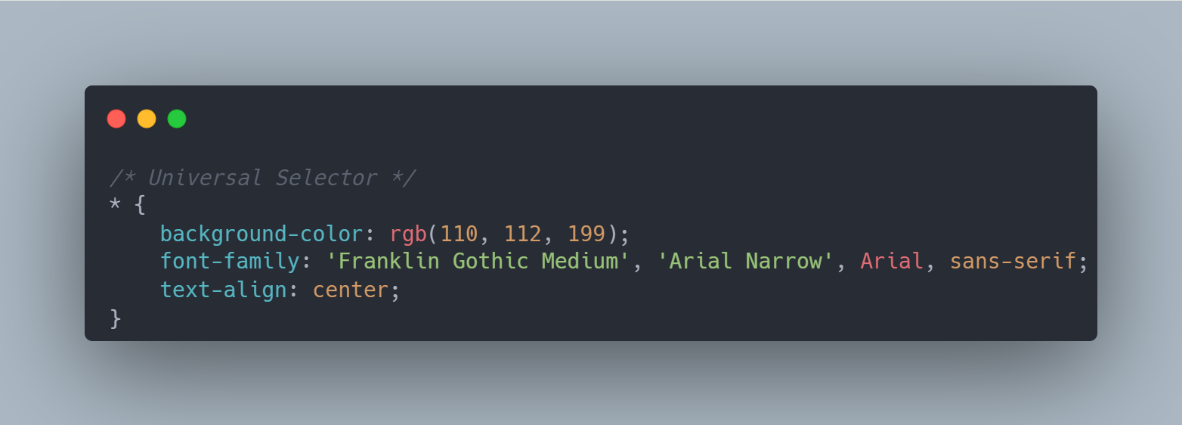 /* Universal Selector */
* {
    background-color: rgb(110, 112, 199);
    font-family: 'Franklin Gothic Medium', 'Arial Narrow', Arial, sans-serif;
    text-align: center;
}